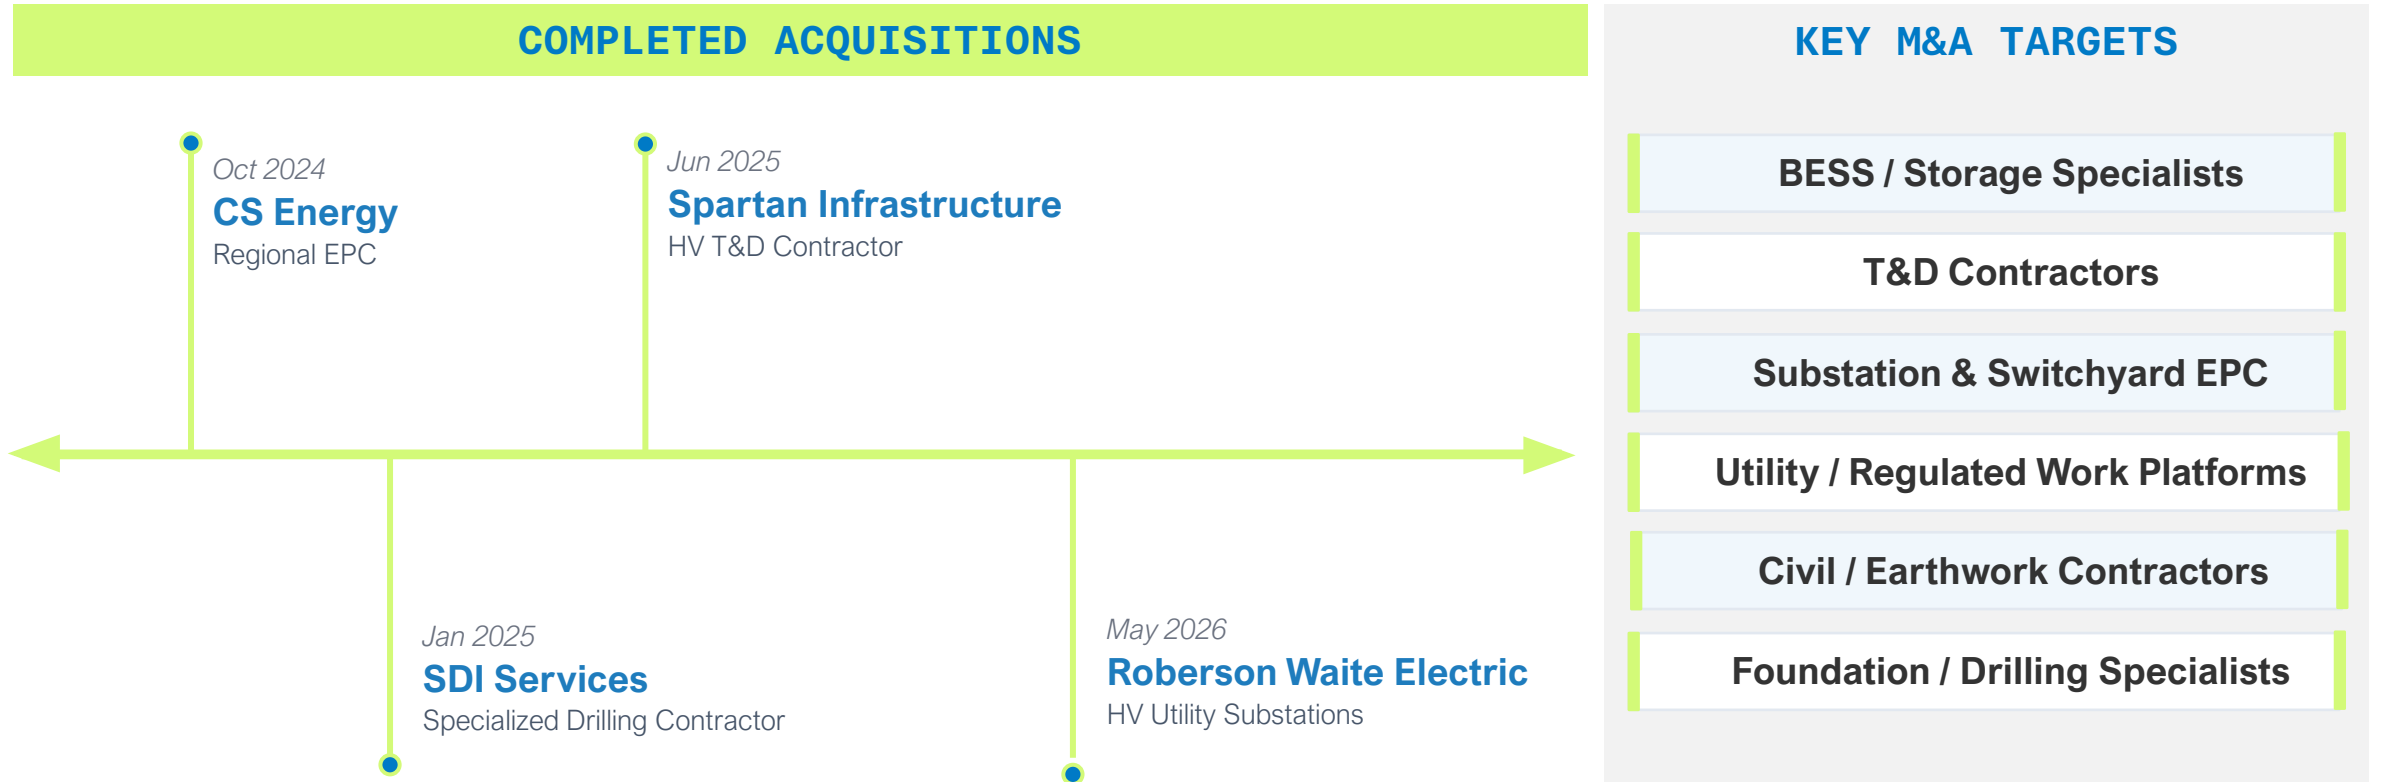 COMPLETED ACQUISITIONS
Oct 2024
CS Energy
Regional EPC
Jun 2025
Spartan Infrastructure
HV T&D Contractor
Jan 2025
SDI Services
Specialized Drilling Contractor
May 2026
Roberson Waite Electric
HV Utility Substations
KEY M&A TARGETS
BESS / Storage Specialists
T&D Contractors
Substation & Switchyard EPC
Utility / Regulated Work Platforms
Civil / Earthwork Contractors
Foundation / Drilling Specialists